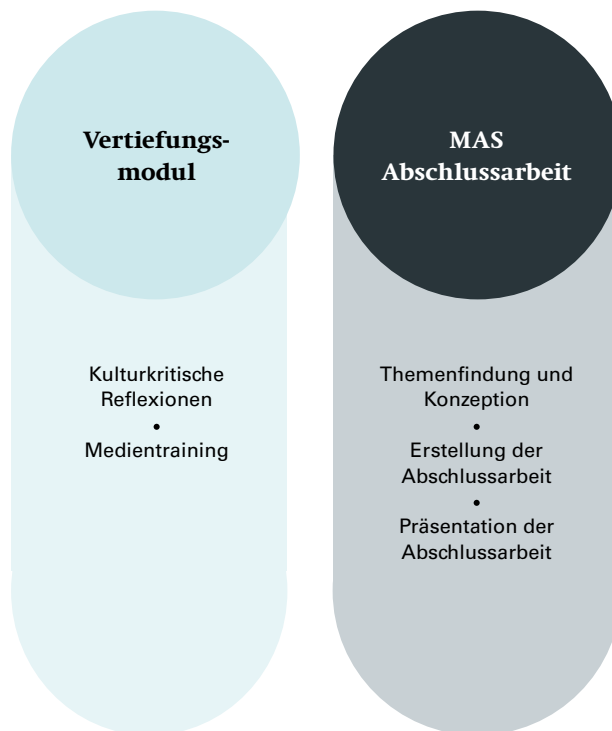 Vertiefungs-
modul
Kulturkritische
Reflexionen
•
Medientraining
MAS
Abschlussarbeit
Themenfindung und
Konzeption
•
Erstellung der
Abschlussarbeit
•
Präsentation der
Abschlussarbeit